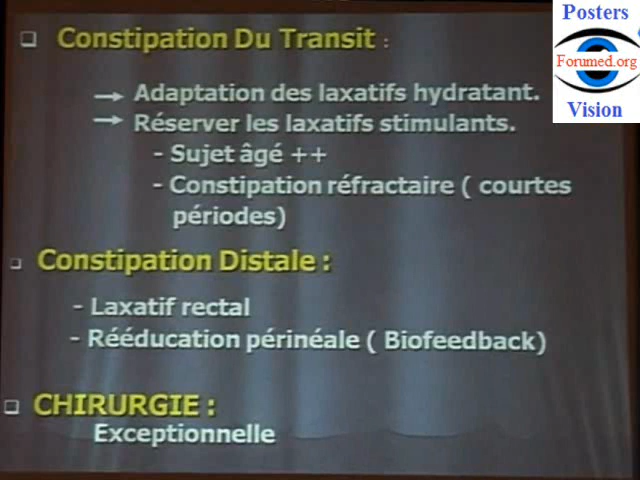 Posters
Forumed.org
Vision
❑ Constipation Du Transit :
→ Adaptation des laxatifs hydratant.
→ Réserver les laxatifs stimulants.
- Sujet âgé ++
- Constipation réfractaire ( courtes
périodes)
❑ Constipation Distale :
- Laxatif rectal
- Rééducation périnéale ( Biofeedback)
❑ CHIRURGIE :
Exceptionnelle